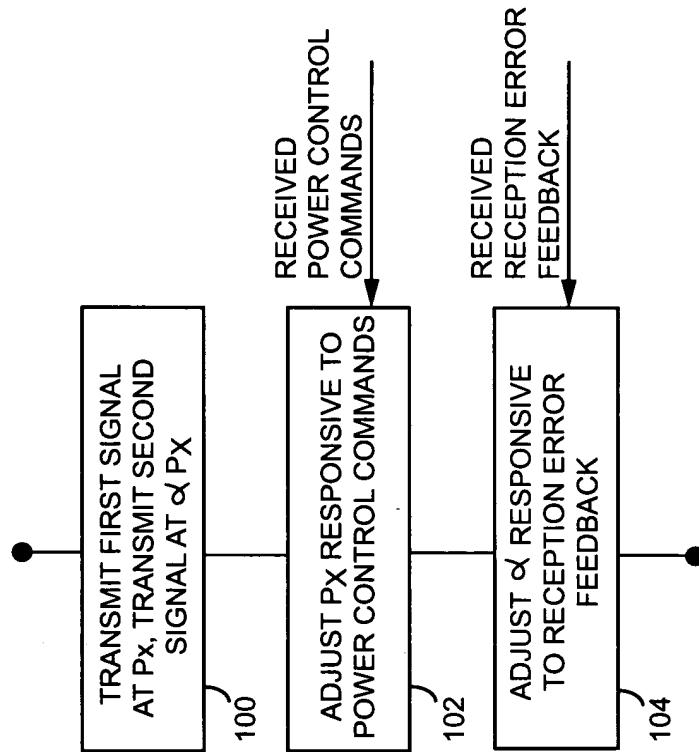 TRANSMIT FIRST SIGNAL
AT PX, TRANSMIT SECOND
SIGNAL AT α PX
100
RECEIVED
POWER CONTROL
COMMANDS
ADJUST PX RESPONSIVE TO
POWER CONTROL COMMANDS
102
RECEIVED
RECEPTION ERROR
FEEDBACK
ADJUST α RESPONSIVE
TO RECEPTION ERROR
FEEDBACK
104